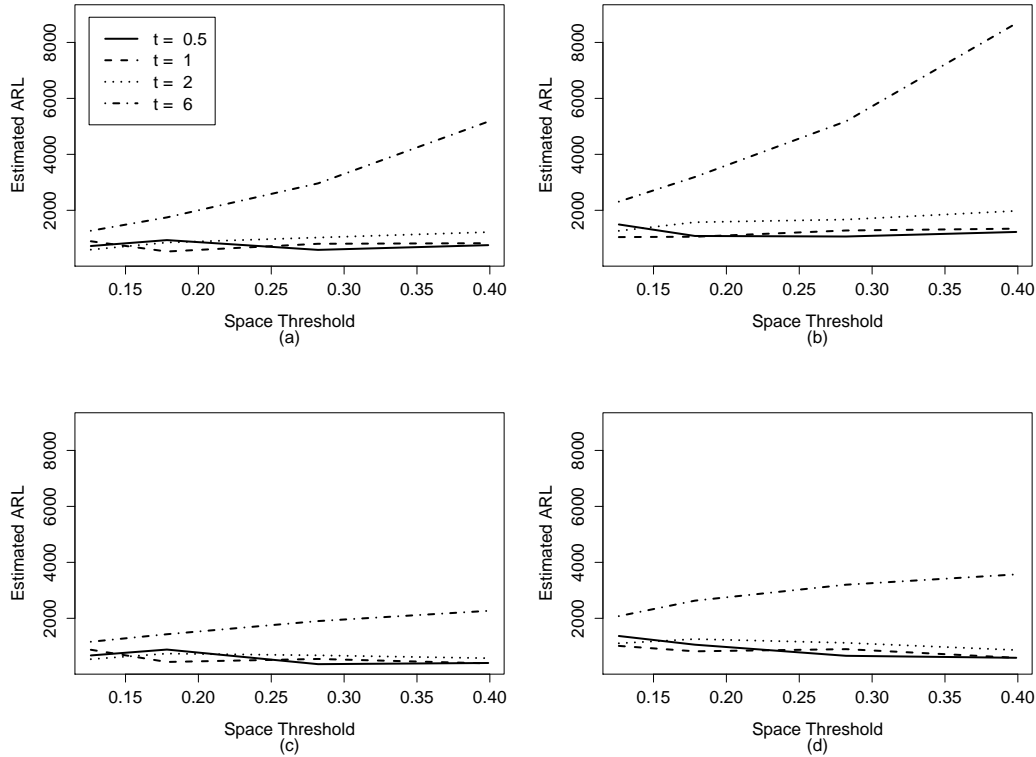 t = 0.5
t = 1
t = 2
t = 6
2000 4000 6000 8000
Estimated ARL
0.15 0.20 0.25 0.30 0.35 0.40
Space Threshold
(a)
2000 4000 6000 8000
Estimated ARL
0.15 0.20 0.25 0.30 0.35 0.40
Space Threshold
(b)
2000 4000 6000 8000
Estimated ARL
0.15 0.20 0.25 0.30 0.35 0.40
Space Threshold
(c)
2000 4000 6000 8000
Estimated ARL
0.15 0.20 0.25 0.30 0.35 0.40
Space Threshold
(d)